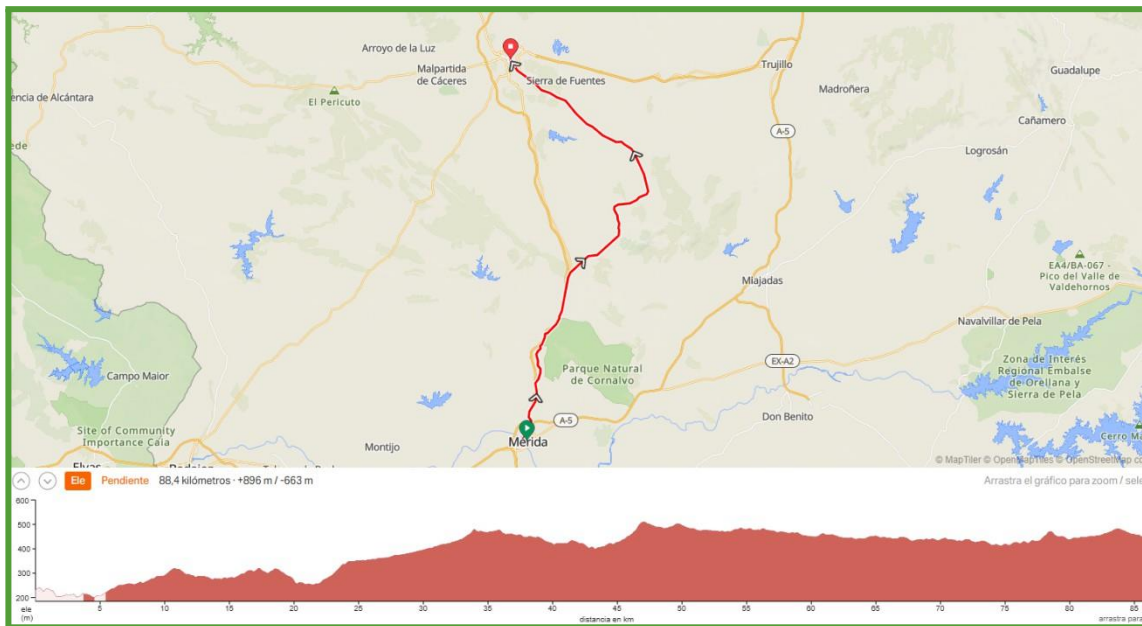 Arroyo de la Luz
Malpartida
de Cáceres
Sierra de Fuentes
Trujillo
Guadalupe
Madroñera
encia de Alcántara
El Pericuto
Cañamero
A-5
Logrosán
ede
EA4/BA-067 -
Pico del Valle de
Valdehornos
Miajadas
Navalvillar de Pela
Parque Natural
de Cornalvo
EX-A2
Zona de Interés
Regional Embalse
de Orellana y
Sierra de Pela
Campo Maior
Don Benito
A-5
Site of Community
Importance Caia
Mérida
Montijo
Cerro Ma
Elvas
© MapTiler © OpenMapTiles © OpenStreetMap co
Ele Pendiente 88,4 kilómetros · +896 m / -663 m
Arrastra el gráfico para zoom / sele
600
500
400
300
200
ele
(m)
5 10 15 20 25 30 35 40 45 50 55 60 65 70 75 80 85
distancia en km
arrastra para